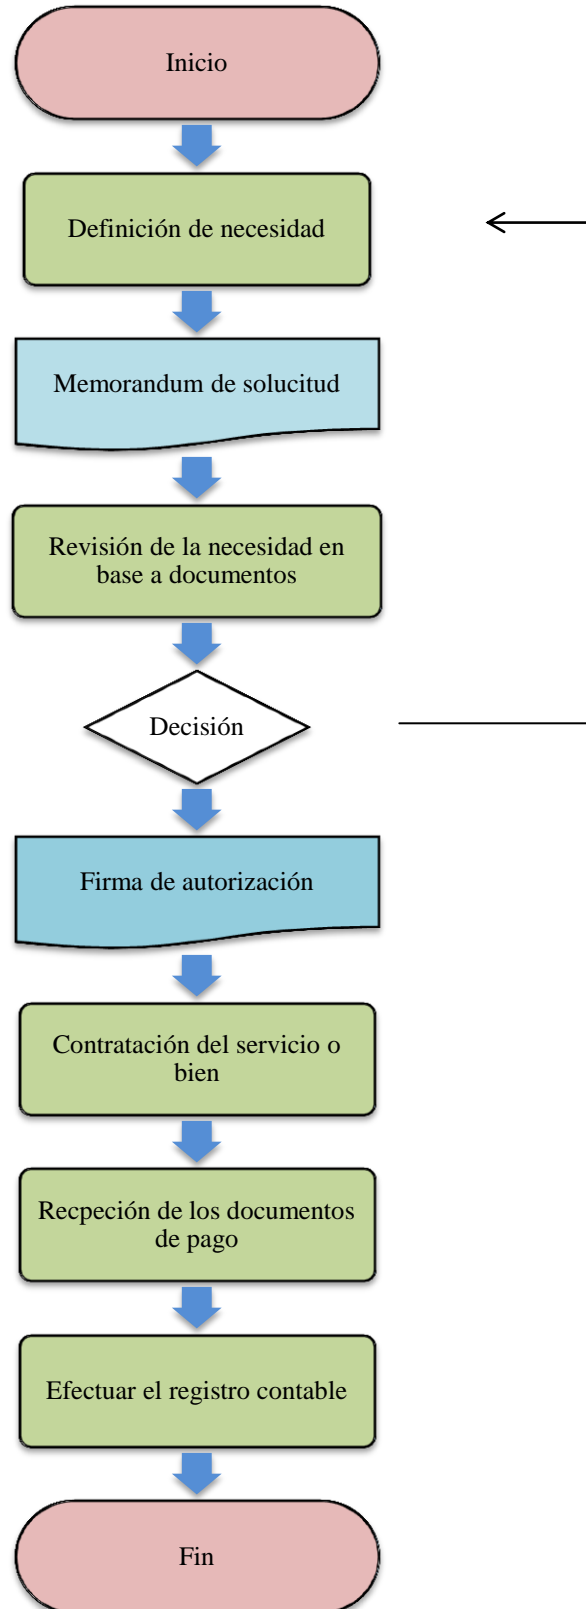 Inicio
Definición de necesidad
Memorandum de solucitud
Revisión de la necesidad en
base a documentos
Decisión
Firma de autorización
Contratación del servicio o
bien
Recpeción de los documentos
de pago
Efectuar el registro contable
Fin